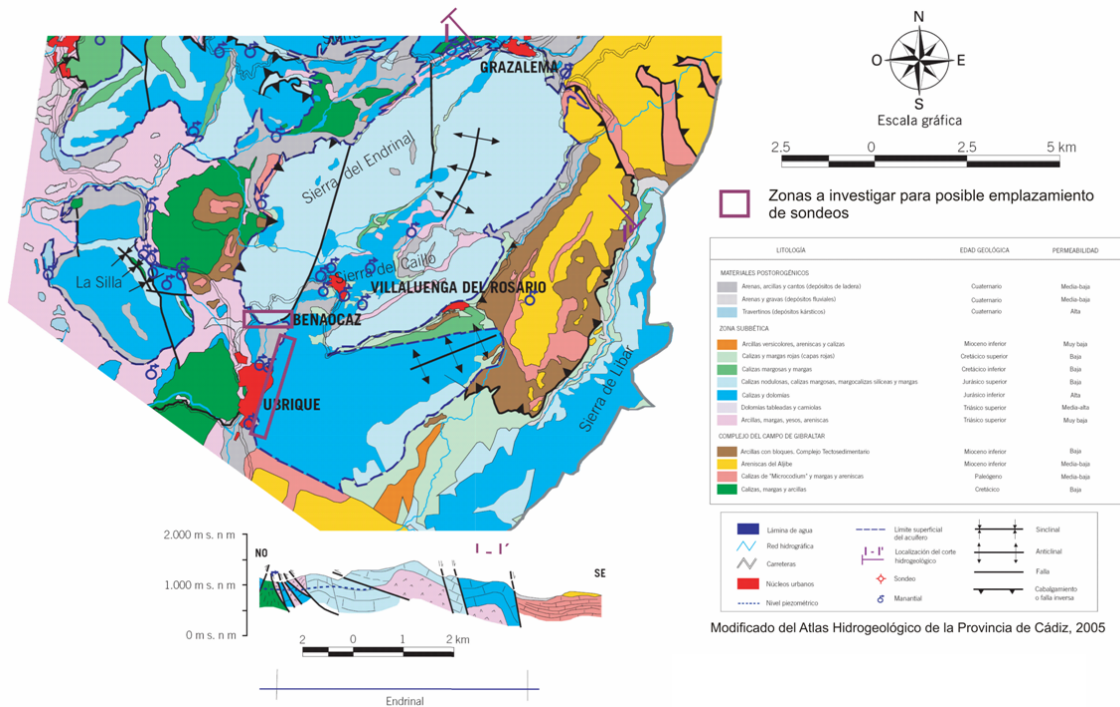 I
GRAZALEMA
Sierra del Endrinal
I'
La Silla
Sierra del Caíllo
VILLALUENGA DEL ROSARIO
BENAOCAZ
UBRIQUE
Sierra de Líbar
N
O
E
S
Escala gráfica
2.5 0 2.5 5 km
Zonas a investigar para posible emplazamiento
de sondeos
LITOLOGÍA EDAD GEOLÓGICA PERMEABILIDAD
MATERIALES POSTOROGÉNICOS
Arenas, arcillas y cantos (depósitos de ladera) Cuaternario Media-baja
Arenas y gravas (depósitos fluviales) Cuaternario Media-baja
Travertinos (depósitos kársticos) Cuaternario Alta
ZONA SUBBÉTICA
Arcillas versicolores, areniscas y calizas Mioceno inferior Muy baja
Calizas y margas rojas (capas rojas) Cretácico superior Baja
Calizas margosas y margas Cretácico inferior Baja
Calizas nodulosas, calizas margosas, margocalizas silíceas y margas Jurásico superior Baja
Calizas y dolomías Jurásico inferior Alta
Dolomías tableadas y carniolas Triásico superior Media-alta
Arcillas, margas, yesos, areniscas Triásico superior Muy baja
COMPLEJO DEL CAMPO DE GIBRALTAR
Arcillas con bloques. Complejo Tectosedimentario Mioceno inferior Baja
Areniscas del Aljibe Mioceno inferior Media-baja
Calizas de "Microcodium" y margas y areniscas Paleógeno Media-baja
Calizas, margas y arcillas Cretácico Baja
Lámina de agua
Red hidrográfica
Carreteras
Núcleos urbanos
Nivel piezométrico
Límite superficial
del acuífero
I - I'
Localización del corte
hidrogeológico
Sondeo
Manantial
Sinclinal
Anticlinal
Falla
Cabalgamiento
o falla inversa
Modificado del Atlas Hidrogeológico de la Provincia de Cádiz, 2005
2.000 m s. n m
1.000 m s. n m
0 m s. n m
NO
I - I'
SE
2 0 1 2 km
Endrinal